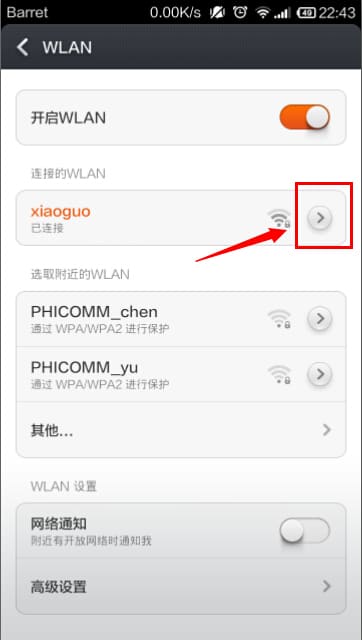 Barret 0.00K/s 49 22:43
WLAN
开启WLAN
连接的WLAN
xiaoguo
已连接
选取附近的WLAN
PHICOMM_chen
通过 WPA/WPA2 进行保护
PHICOMM_yu
通过 WPA/WPA2 进行保护
其他...
WLAN 设置
网络通知
附近有开放网络时通知我
高级设置